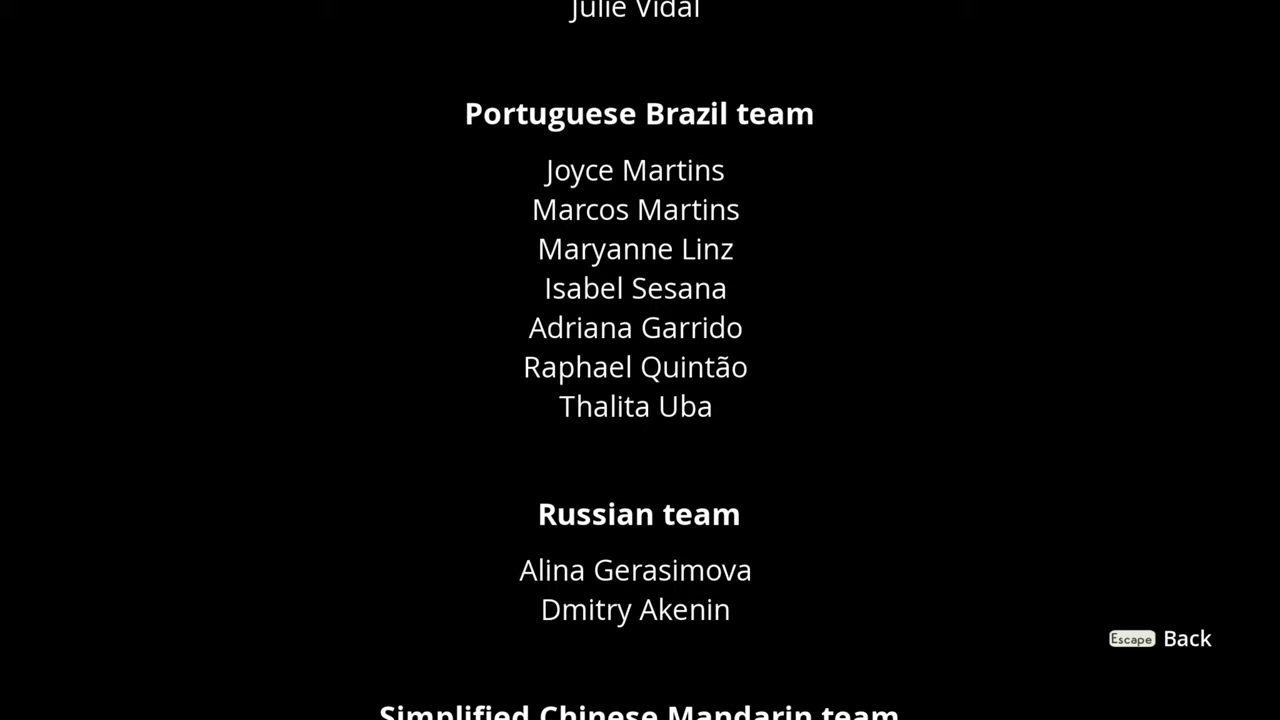 Julie Vidal
Portuguese Brazil team
Joyce Martins
Marcos Martins
Maryanne Linz
Isabel Sesana
Adriana Garrido
Raphael Quintão
Thalita Uba
Russian team
Alina Gerasimova
Dmitry Akenin
Escape Back
Simplified Chinese Mandarin team